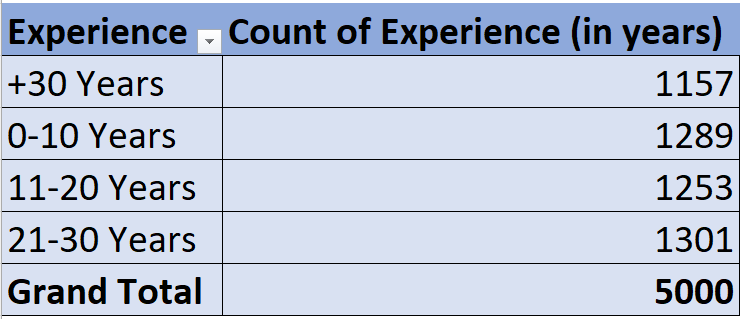 Experience Count of Experience (in years)
+30 Years 1157
0-10 Years 1289
11-20 Years 1253
21-30 Years 1301
Grand Total 5000